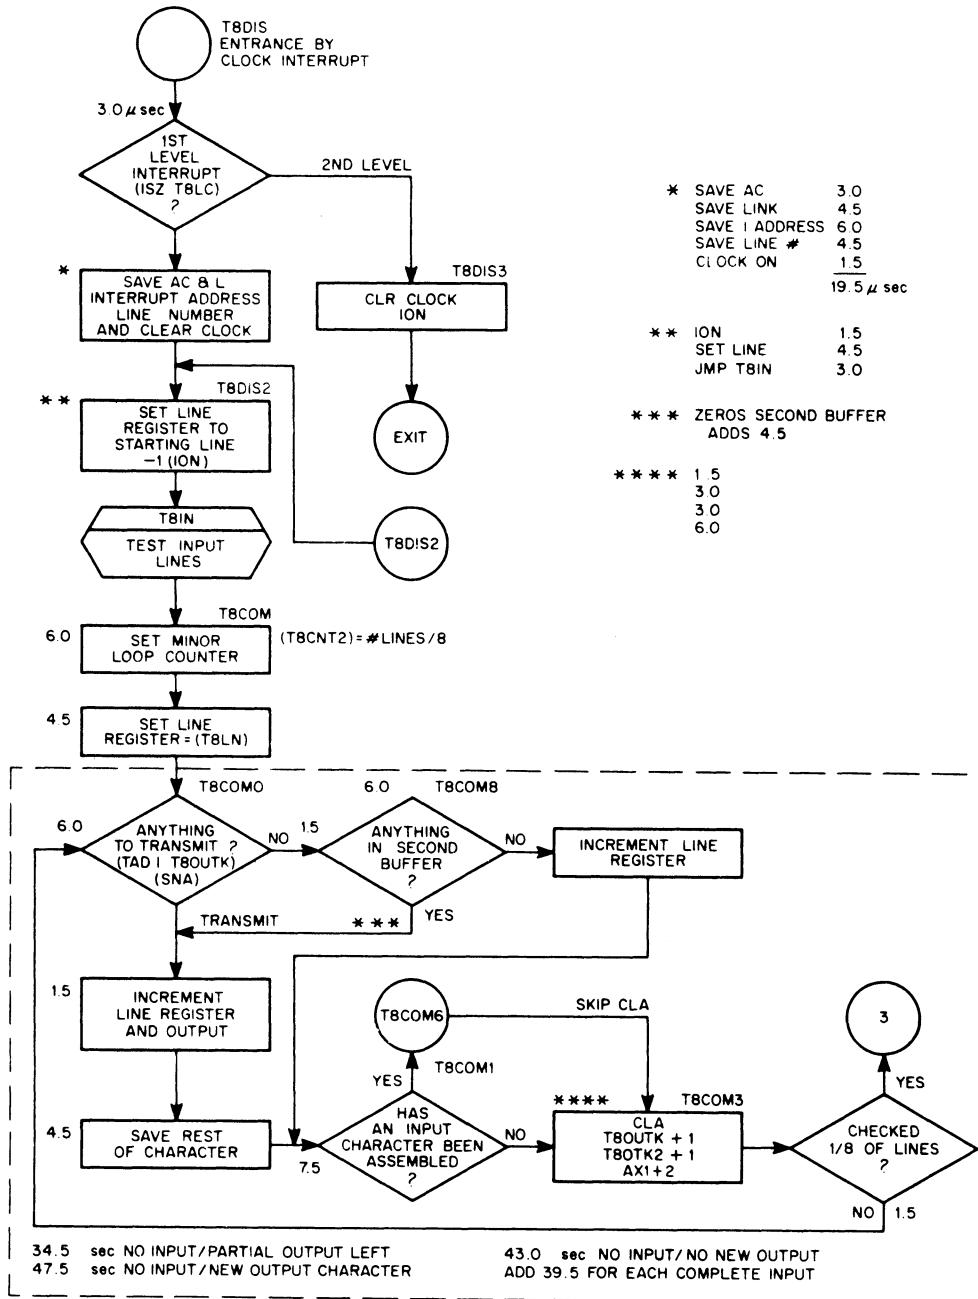 T8DIS
ENTRANCE BY
CLOCK INTERRUPT
3.0 μ sec
1ST
LEVEL
INTERRUPT
(ISZ T8LC)
?
2ND LEVEL
*
SAVE AC & L
INTERRUPT ADDRESS
LINE NUMBER
AND CLEAR CLOCK
T8DIS3
CLR CLOCK
ION
EXIT
* SAVE AC 3.0
SAVE LINK 4.5
SAVE I ADDRESS 6.0
SAVE LINE # 4.5
CLOCK ON 1.5
19.5 μ sec
** ION 1.5
SET LINE 4.5
JMP T8IN 3.0
*** ZEROS SECOND BUFFER
ADDS 4.5
**** 1.5
3.0
3.0
6.0
T8DIS2
**
SET LINE
REGISTER TO
STARTING LINE
-1 (ION)
T8IN
TEST INPUT
LINES
T8DIS2
T8COM
6.0
SET MINOR
LOOP COUNTER
(T8CNT2)=#LINES/8
4.5
SET LINE
REGISTER=(T8LN)
T8COM0
6.0
ANYTHING
TO TRANSMIT ?
(TAD I T8OUTK)
(SNA)
NO
1.5
6.0
T8COM8
ANYTHING
IN SECOND
BUFFER
?
NO
INCREMENT LINE
REGISTER
YES
TRANSMIT
***
1.5
INCREMENT
LINE REGISTER
AND OUTPUT
4.5
SAVE REST
OF CHARACTER
T8COM6
SKIP CLA
YES
T8COM1
7.5
HAS
AN INPUT
CHARACTER BEEN
ASSEMBLED
?
NO
****
T8COM3
CLA
T8OUTK + 1
T8OTK2 + 1
AX1+2
3
YES
CHECKED
1/8 OF LINES
?
NO
1.5
34.5 sec NO INPUT/PARTIAL OUTPUT LEFT
47.5 sec NO INPUT/NEW OUTPUT CHARACTER
43.0 sec NO INPUT/NO NEW OUTPUT
ADD 39.5 FOR EACH COMPLETE INPUT